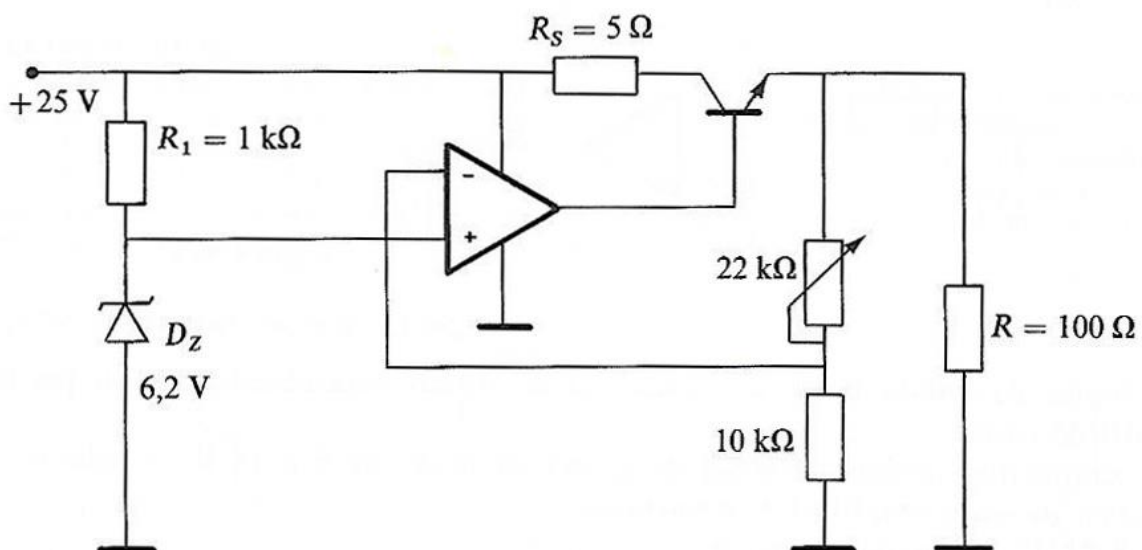 R_S = 5 Ω
+25 V
R_1 = 1 kΩ
-
+
22 kΩ
R = 100 Ω
D_Z
6,2 V
10 kΩ